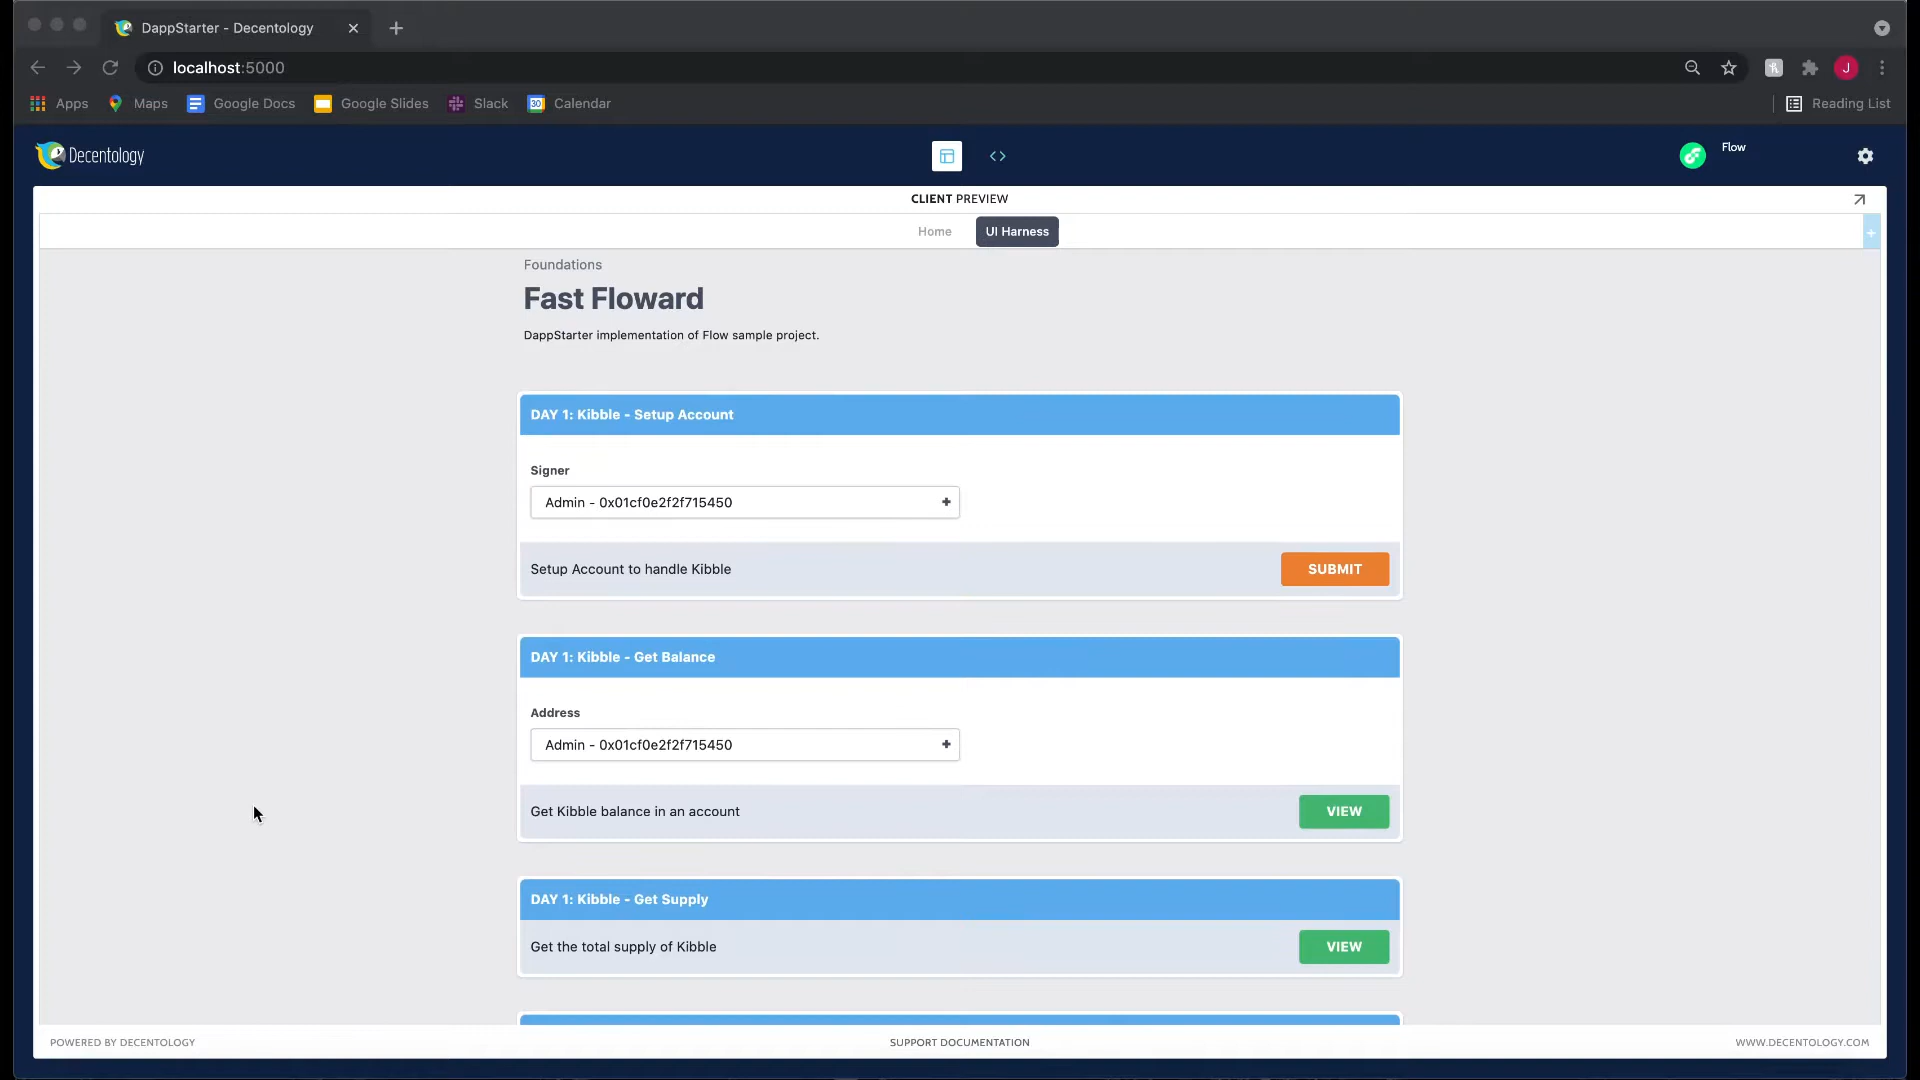 DappStarter - Decentology
localhost:5000
J
Apps
Maps
Google Docs
Google Slides
Slack
30
Calendar
Reading List
Decentology
<>
Flow
CLIENT PREVIEW
Home
UI Harness
+
Foundations
Fast Floward
DappStarter implementation of Flow sample project.
DAY 1: Kibble - Setup Account
Signer
Admin - 0x01cf0e2f2f715450
Setup Account to handle Kibble
SUBMIT
DAY 1: Kibble - Get Balance
Address
Admin - 0x01cf0e2f2f715450
Get Kibble balance in an account
VIEW
DAY 1: Kibble - Get Supply
Get the total supply of Kibble
VIEW
POWERED BY DECENTOLOGY
SUPPORT DOCUMENTATION
WWW.DECENTOLOGY.COM